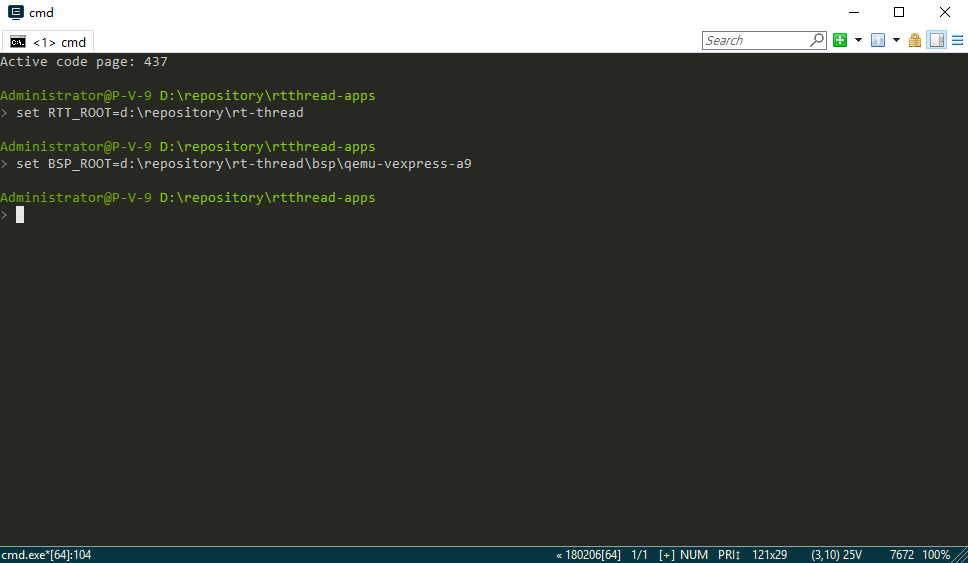 cmd
<1> cmd
Search
Active code page: 437
Administrator@P-V-9 D:\repository\rtthread-apps
> set RTT_ROOT=d:\repository\rt-thread
Administrator@P-V-9 D:\repository\rtthread-apps
> set BSP_ROOT=d:\repository\rt-thread\bsp\qemu-vexpress-a9
Administrator@P-V-9 D:\repository\rtthread-apps
>
cmd.exe*[64]:104 « 180206[64] 1/1 [+] NUM PRI↕ 121x29 (3,10) 25V 7672 100%